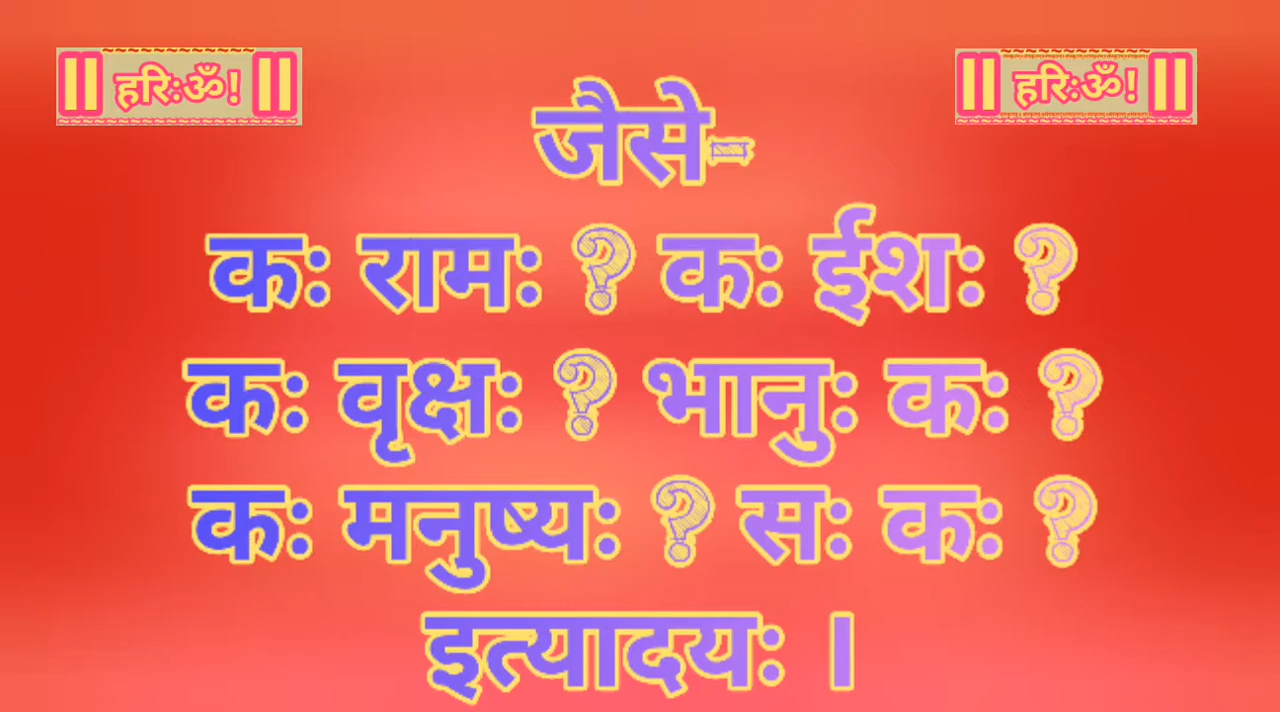 || हरिःॐ! ||
|| हरिःॐ! ||
जैसे-
कः रामः ? कः ईशः ?
कः वृक्षः ? भानुः कः ?
कः मनुष्यः ? सः कः ?
इत्यादयः ।